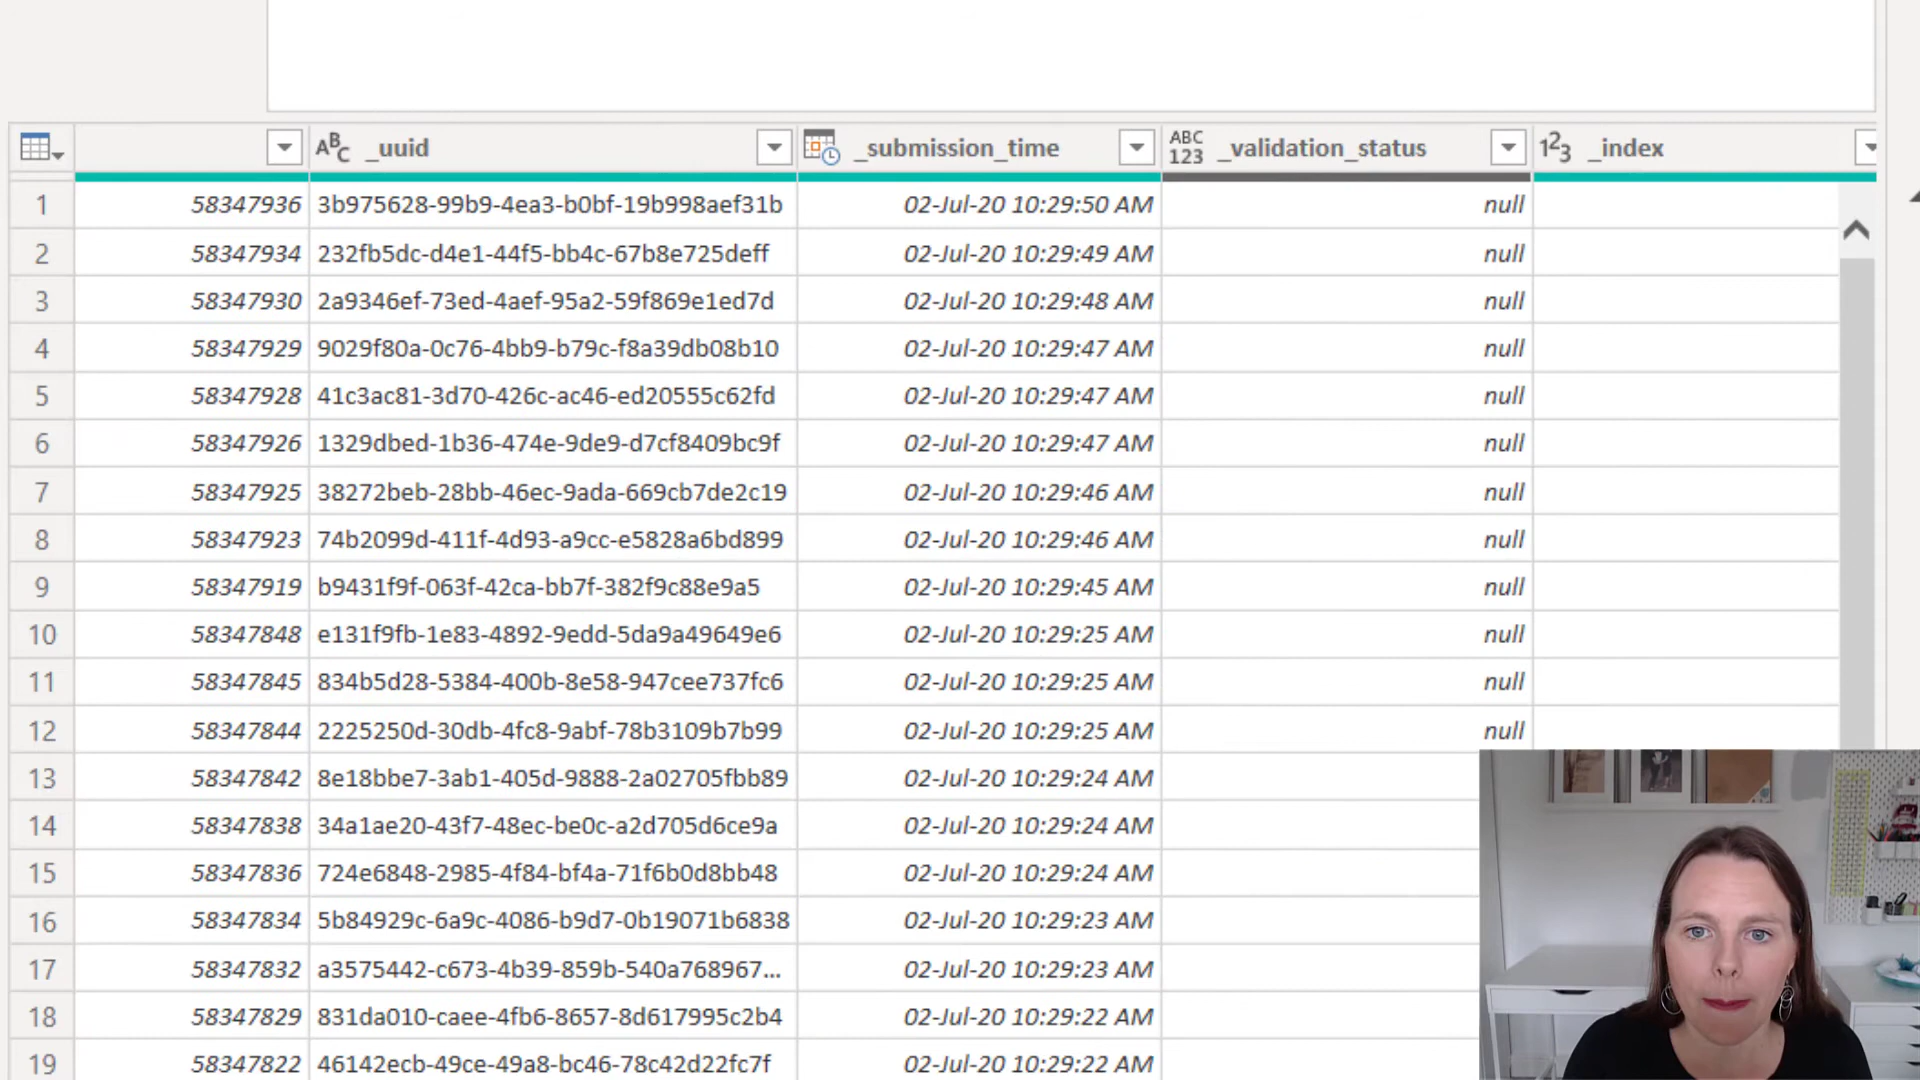 ABC _uuid _submission_time ABC 123 _validation_status 123 _index
1 58347936 3b975628-99b9-4ea3-b0bf-19b998aef31b 02-Jul-20 10:29:50 AM null
2 58347934 232fb5dc-d4e1-44f5-bb4c-67b8e725deff 02-Jul-20 10:29:49 AM null
3 58347930 2a9346ef-73ed-4aef-95a2-59f869e1ed7d 02-Jul-20 10:29:48 AM null
4 58347929 9029f80a-0c76-4bb9-b79c-f8a39db08b10 02-Jul-20 10:29:47 AM null
5 58347928 41c3ac81-3d70-426c-ac46-ed20555c62fd 02-Jul-20 10:29:47 AM null
6 58347926 1329dbed-1b36-474e-9de9-d7cf8409bc9f 02-Jul-20 10:29:47 AM null
7 58347925 38272beb-28bb-46ec-9ada-669cb7de2c19 02-Jul-20 10:29:46 AM null
8 58347923 74b2099d-411f-4d93-a9cc-e5828a6bd899 02-Jul-20 10:29:46 AM null
9 58347919 b9431f9f-063f-42ca-bb7f-382f9c88e9a5 02-Jul-20 10:29:45 AM null
10 58347848 e131f9fb-1e83-4892-9edd-5da9a49649e6 02-Jul-20 10:29:25 AM null
11 58347845 834b5d28-5384-400b-8e58-947cee737fc6 02-Jul-20 10:29:25 AM null
12 58347844 2225250d-30db-4fc8-9abf-78b3109b7b99 02-Jul-20 10:29:25 AM null
13 58347842 8e18bbe7-3ab1-405d-9888-2a02705fbb89 02-Jul-20 10:29:24 AM
14 58347838 34a1ae20-43f7-48ec-be0c-a2d705d6ce9a 02-Jul-20 10:29:24 AM
15 58347836 724e6848-2985-4f84-bf4a-71f6b0d8bb48 02-Jul-20 10:29:24 AM
16 58347834 5b84929c-6a9c-4086-b9d7-0b19071b6838 02-Jul-20 10:29:23 AM
17 58347832 a3575442-c673-4b39-859b-540a768967... 02-Jul-20 10:29:23 AM
18 58347829 831da010-caee-4fb6-8657-8d617995c2b4 02-Jul-20 10:29:22 AM
19 58347822 46142ecb-49ce-49a8-bc46-78c42d22fc7f 02-Jul-20 10:29:22 AM